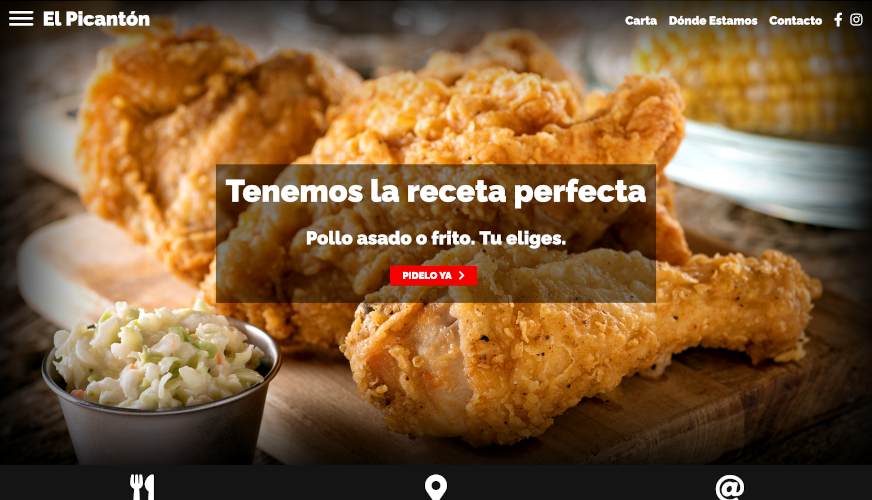 El Picantón
Carta Dónde Estamos Contacto
Tenemos la receta perfecta
Pollo asado o frito. Tu eliges.
PIDELO YA